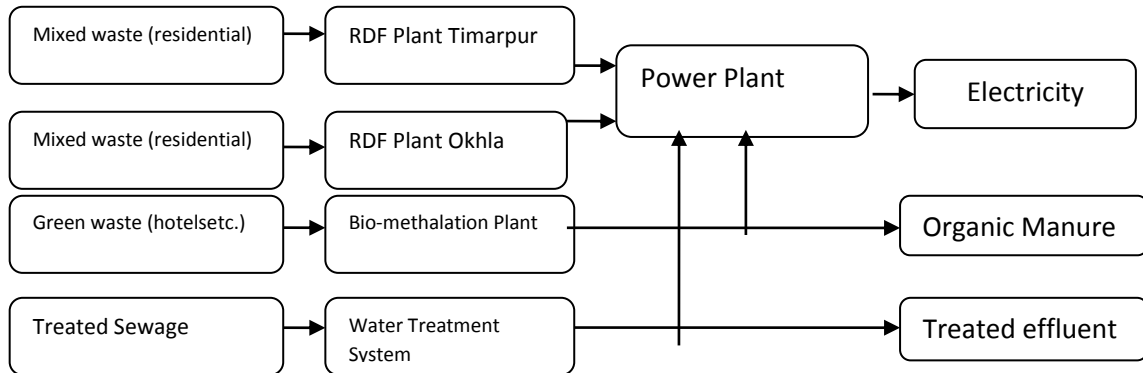 Mixed waste (residential)
RDF Plant Timarpur
Power Plant
Electricity
Mixed waste (residential)
RDF Plant Okhla
Green waste (hotelsetc.)
Bio-methalation Plant
Organic Manure
Treated Sewage
Water Treatment
System
Treated effluent